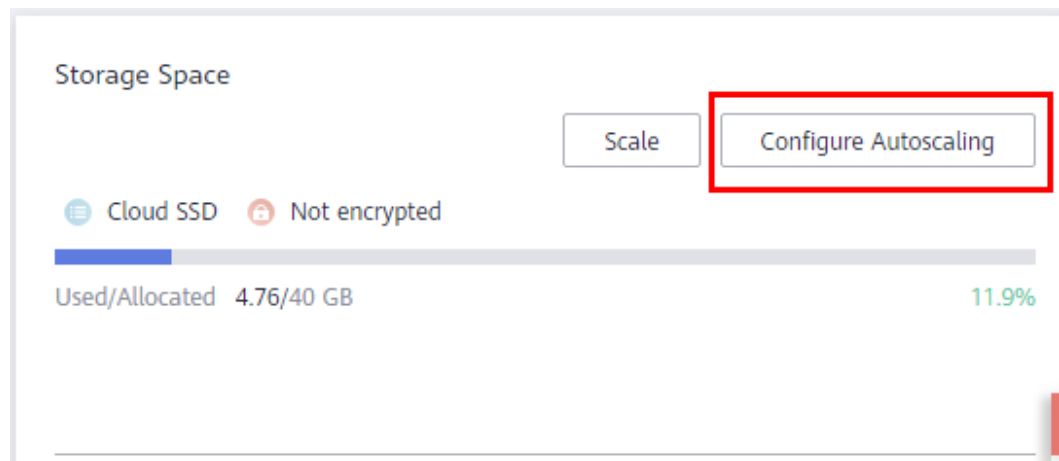 Storage Space
Scale Configure Autoscaling
Cloud SSD Not encrypted
Used/Allocated 4.76/40 GB 11.9%